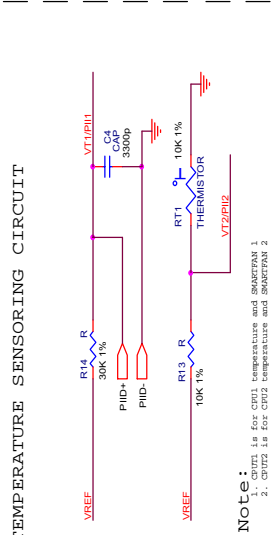 TEMPERATURE SENSORING CIRCUIT
VREF
R14
R
30K 1%
VT1/PII1
C4
CAP
3300p
PIID+
PIID-
VREF
R13
R
10K 1%
RT1
10K 1%
THERMISTOR
VT2/PII2
Note:
1. CPUT1 is for CPU1 temperature and SMARTFAN 1
2. CPUT2 is for CPU2 temperature and SMARTFAN 2